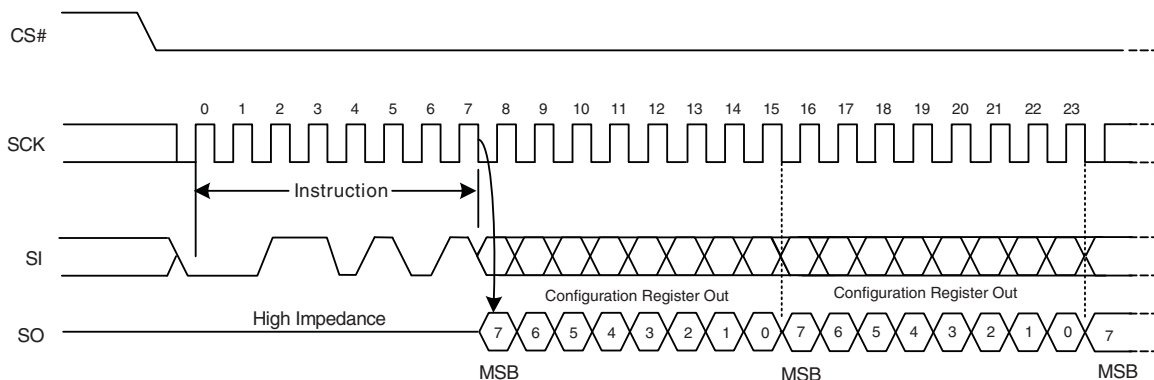 CS#
0 1 2 3 4 5 6 7 8 9 10 11 12 13 14 15 16 17 18 19 20 21 22 23
SCK
Instruction
SI
Configuration Register Out Configuration Register Out
High Impedance
SO 7 6 5 4 3 2 1 0 7 6 5 4 3 2 1 0 7
MSB MSB MSB